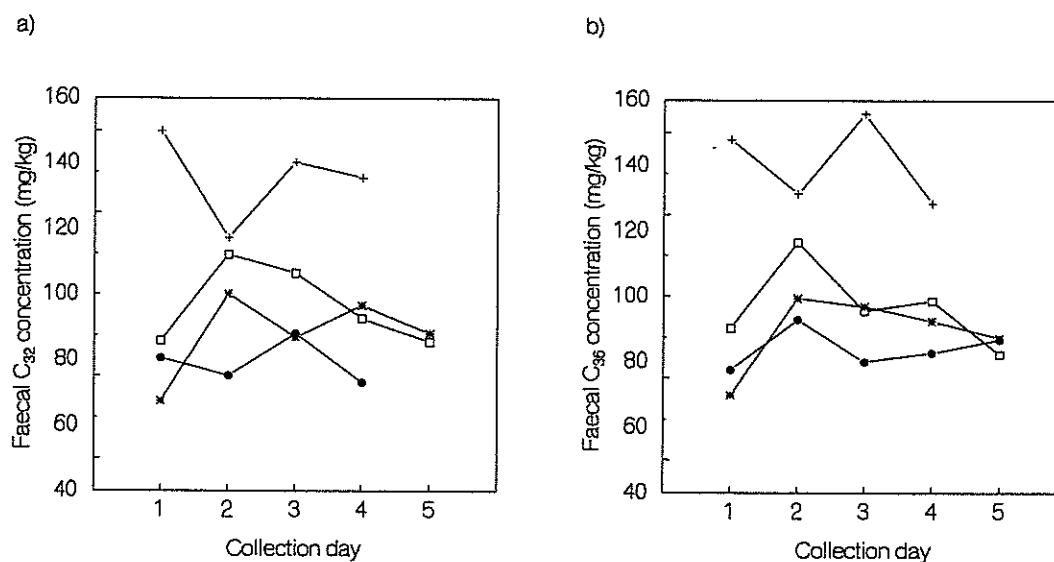 a)
Faecal C₃₂ concentration (mg/kg)
160
140
120
100
80
60
40
1 2 3 4 5
Collection day
b)
Faecal C₃₆ concentration (mg/kg)
160
140
120
100
80
60
40
1 2 3 4 5
Collection day